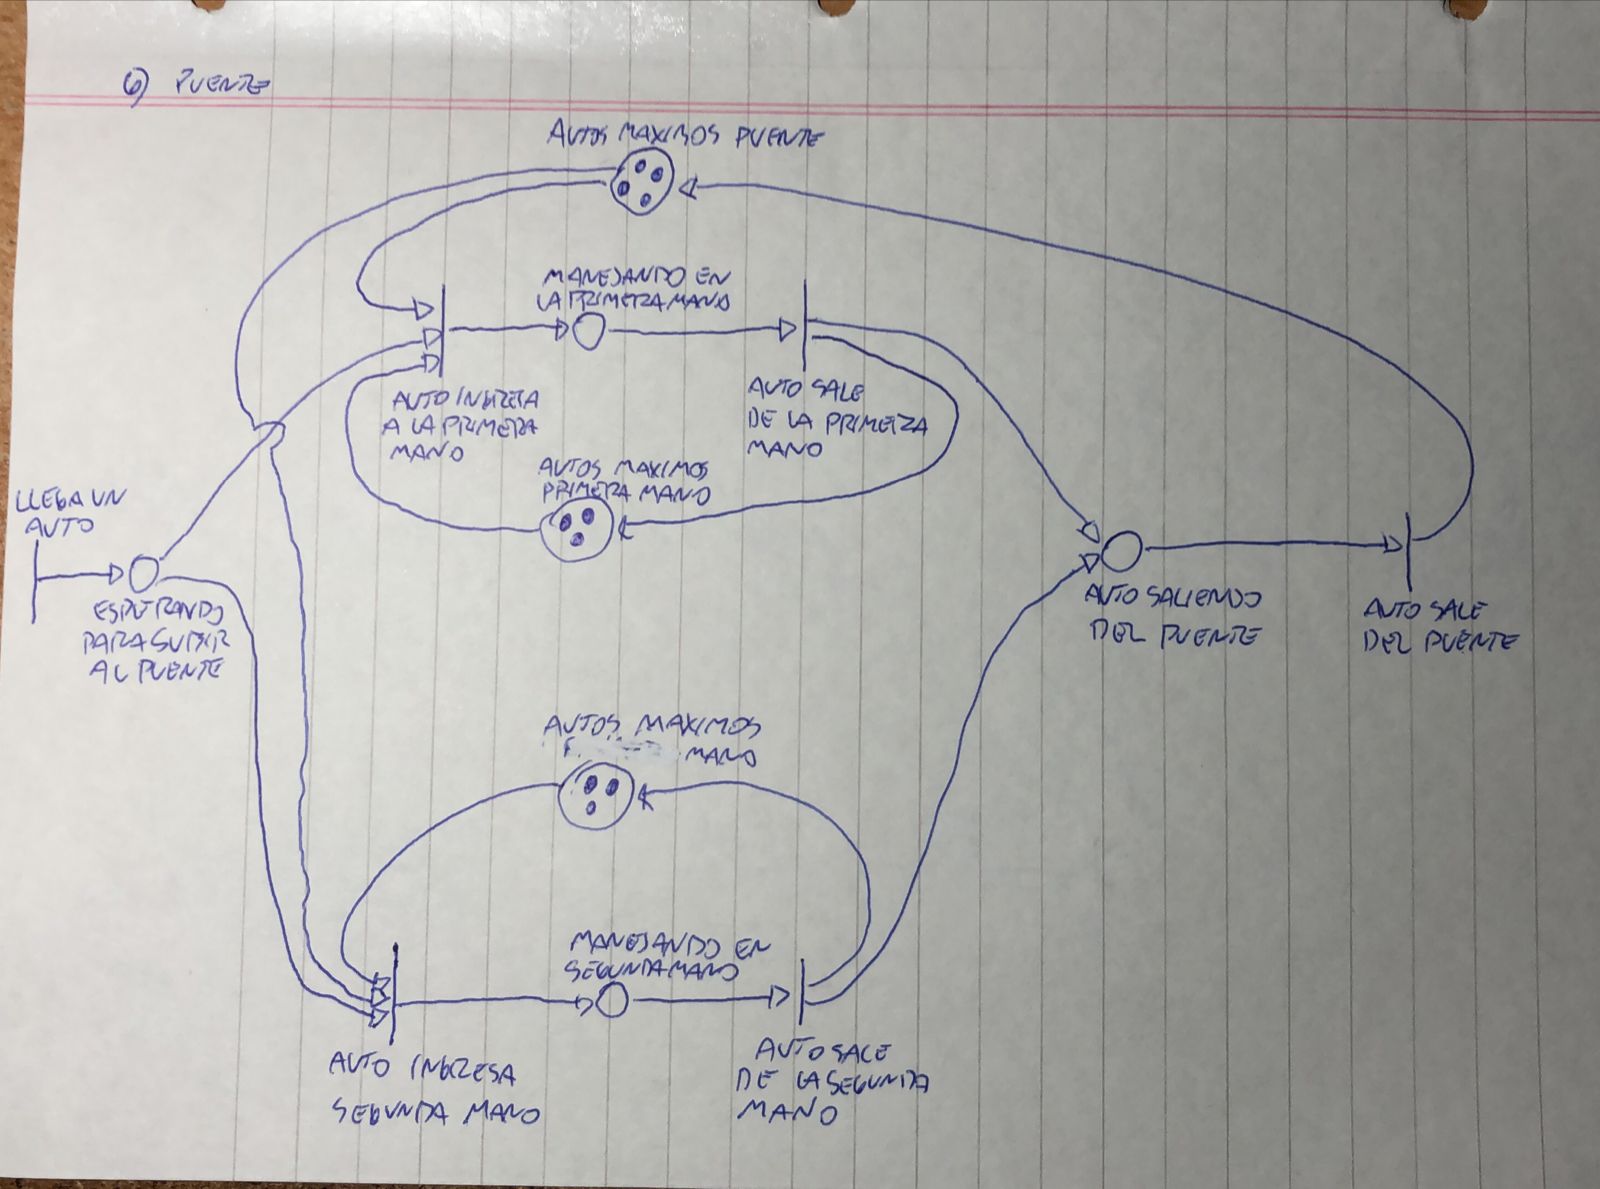 6) PUENTE
AUTOS MAXIMOS PUENTE
MANEJANDO EN
LA PRIMERA MANO
AUTO INGRESA
A LA PRIMERA
MANO
AUTO SALE
DE LA PRIMERA
MANO
AUTOS MAXIMOS
PRIMERA MANO
LLEGA UN
AUTO
ESPERANDO
PARA SUBIR
AL PUENTE
AUTO SALIENDO
DEL PUENTE
AUTO SALE
DEL PUENTE
AUTOS MAXIMOS
MANO
MANEJANDO EN
SEGUNDA MANO
AUTO INGRESA
SEGUNDA MANO
AUTO SALE
DE LA SEGUNDA
MANO